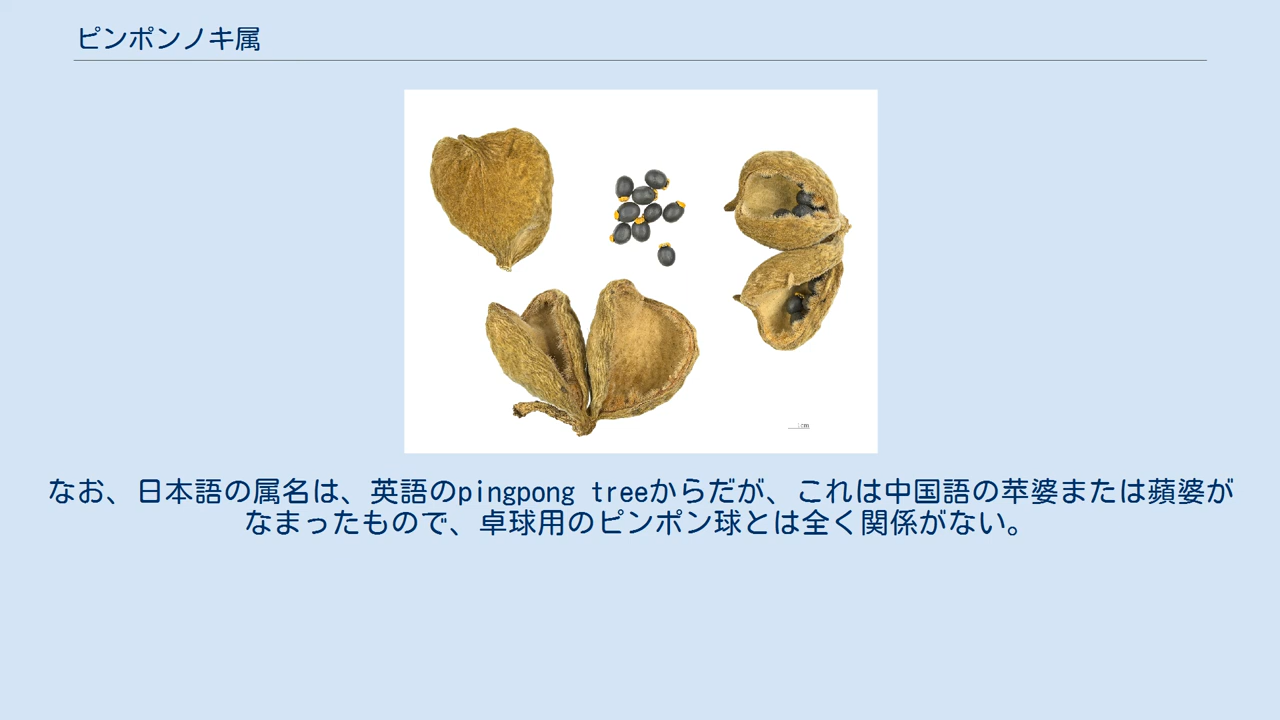 ピンポンノキ属
cm
なお、日本語の属名は、英語のpingpong treeからだが、これは中国語の苹婆または蘋婆が
なまったもので、卓球用のピンポン球とは全く関係がない。